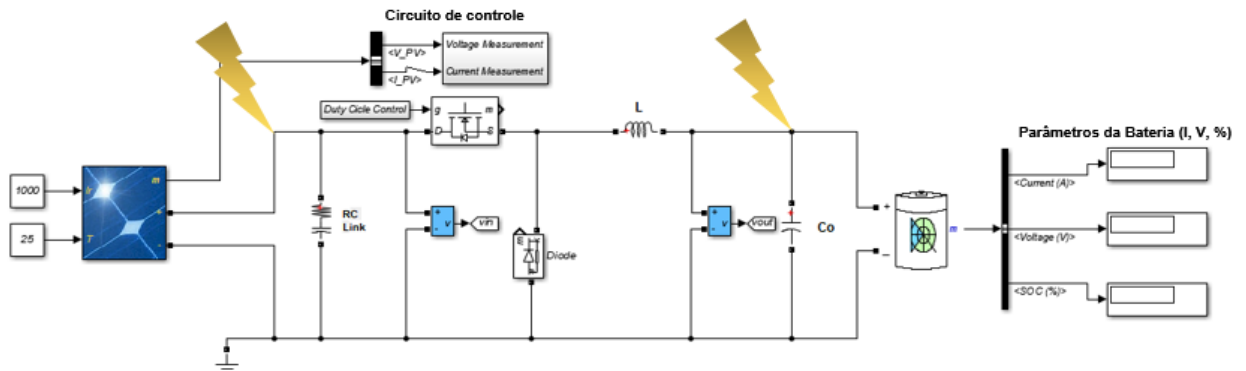 Circuito de controle
<V_PV>
Voltage Measurement
<I_PV>
Current Measurement
Duty Cicle Control
g
m
D
S
L
Parâmetros da Bateria (I, V, %)
1000
Ir
m
+
25
T
-
RC
Link
+
-
v
vin
m
Diode
+
-
v
vout
Co
+
_
m
<Current (A)>
<Voltage (V)>
<SOC (%)>